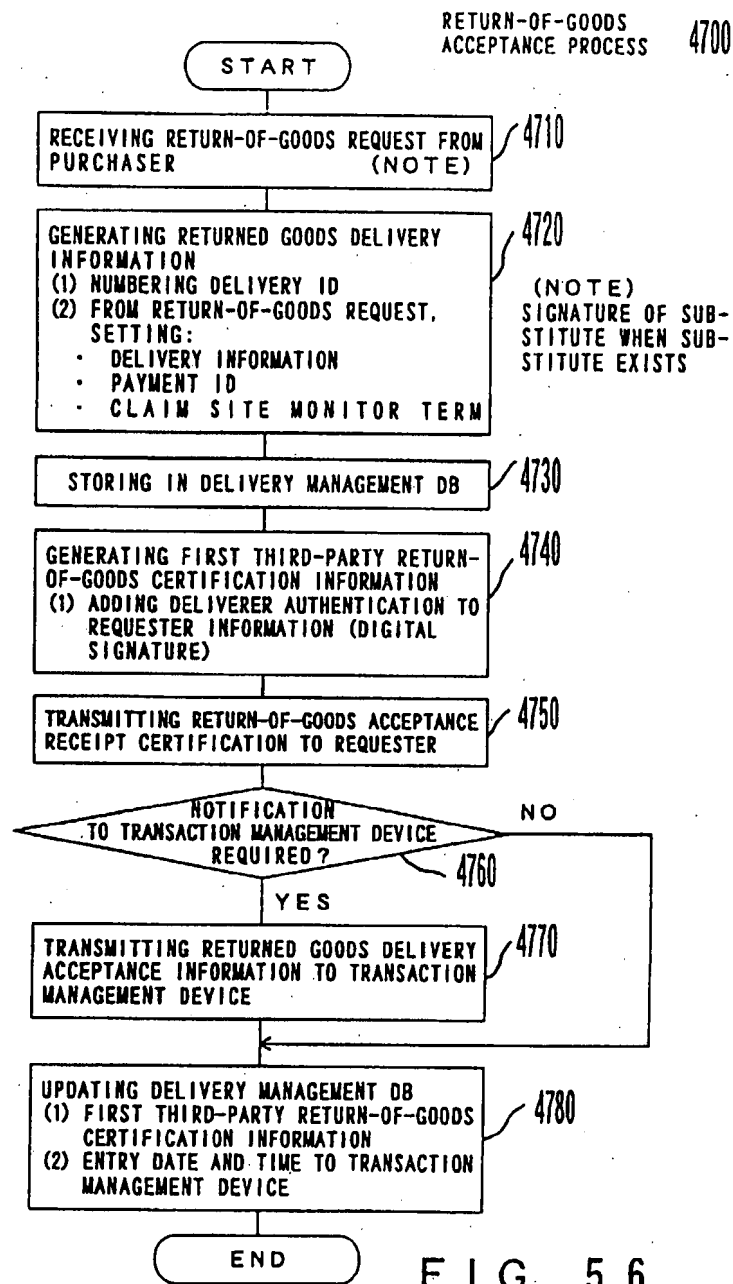 RETURN-OF-GOODS
ACCEPTANCE PROCESS 4700
START
RECEIVING RETURN-OF-GOODS REQUEST FROM
PURCHASER (NOTE)
4710
GENERATING RETURNED GOODS DELIVERY
INFORMATION
(1) NUMBERING DELIVERY ID
(2) FROM RETURN-OF-GOODS REQUEST,
SETTING:
· DELIVERY INFORMATION
· PAYMENT ID
· CLAIM SITE MONITOR TERM
4720
(NOTE)
SIGNATURE OF SUB-
STITUTE WHEN SUB-
STITUTE EXISTS
STORING IN DELIVERY MANAGEMENT DB
4730
GENERATING FIRST THIRD-PARTY RETURN-
OF-GOODS CERTIFICATION INFORMATION
(1) ADDING DELIVERER AUTHENTICATION TO
REQUESTER INFORMATION (DIGITAL
SIGNATURE)
4740
TRANSMITTING RETURN-OF-GOODS ACCEPTANCE
RECEIPT CERTIFICATION TO REQUESTER
4750
NOTIFICATION
TO TRANSACTION MANAGEMENT DEVICE
REQUIRED?
NO
4760
YES
TRANSMITTING RETURNED GOODS DELIVERY
ACCEPTANCE INFORMATION TO TRANSACTION
MANAGEMENT DEVICE
4770
UPDATING DELIVERY MANAGEMENT DB
(1) FIRST THIRD-PARTY RETURN-OF-GOODS
CERTIFICATION INFORMATION
(2) ENTRY DATE AND TIME TO TRANSACTION
MANAGEMENT DEVICE
4780
END
FIG. 56